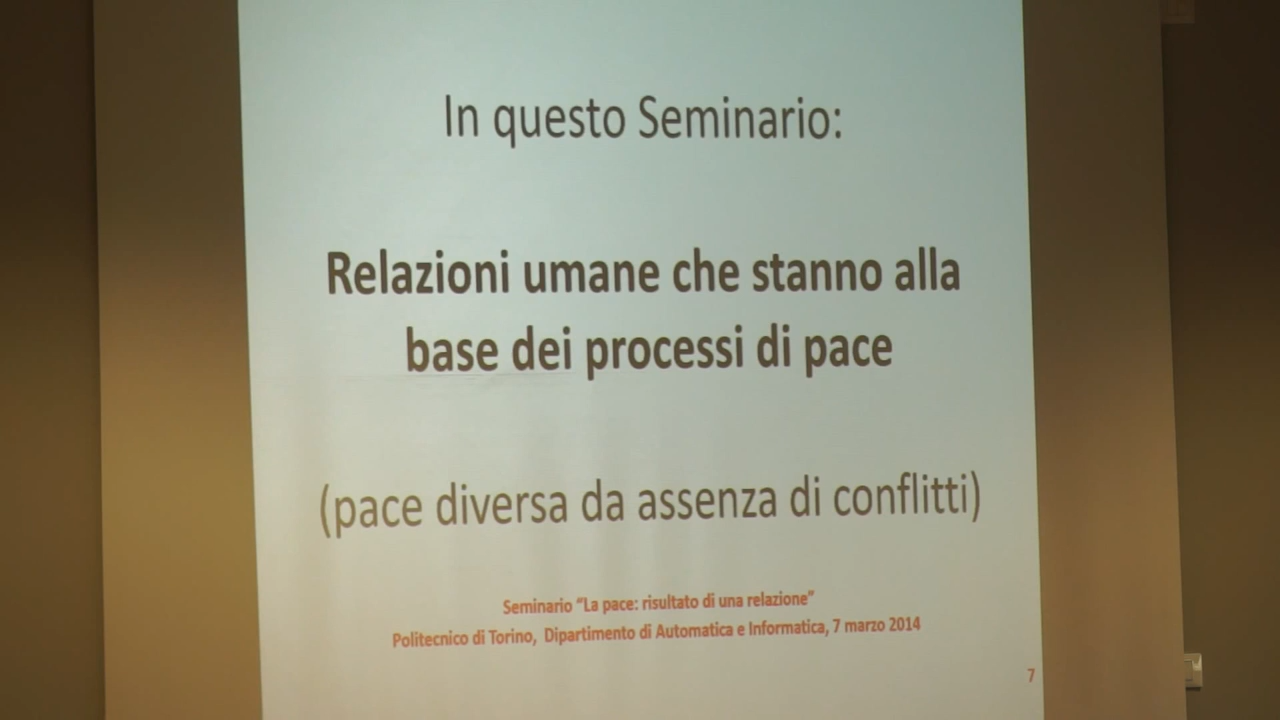 In questo Seminario:
Relazioni umane che stanno alla
base dei processi di pace
(pace diversa da assenza di conflitti)
Seminario “La pace: risultato di una relazione”
Politecnico di Torino, Dipartimento di Automatica e Informatica, 7 marzo 2014
7